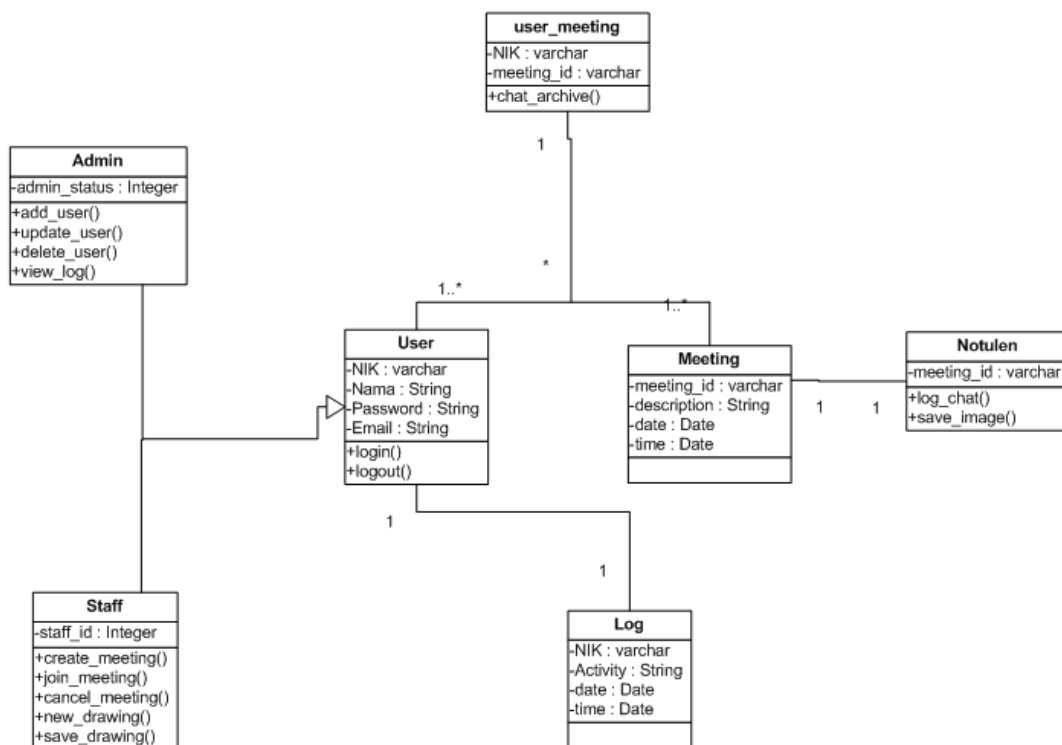 user_meeting
-NIK : varchar
-meeting_id : varchar
+chat_archive()
1
Admin
-admin_status : Integer
+add_user()
+update_user()
+delete_user()
+view_log()
*
1..*
1..*
User
-NIK : varchar
-Nama : String
-Password : String
-Email : String
+login()
+logout()
Meeting
-meeting_id : varchar
-description : String
-date : Date
-time : Date
1
1
Notulen
-meeting_id : varchar
+log_chat()
+save_image()
1
1
Staff
-staff_id : Integer
+create_meeting()
+join_meeting()
+cancel_meeting()
+new_drawing()
+save_drawing()
Log
-NIK : varchar
-Activity : String
-date : Date
-time : Date